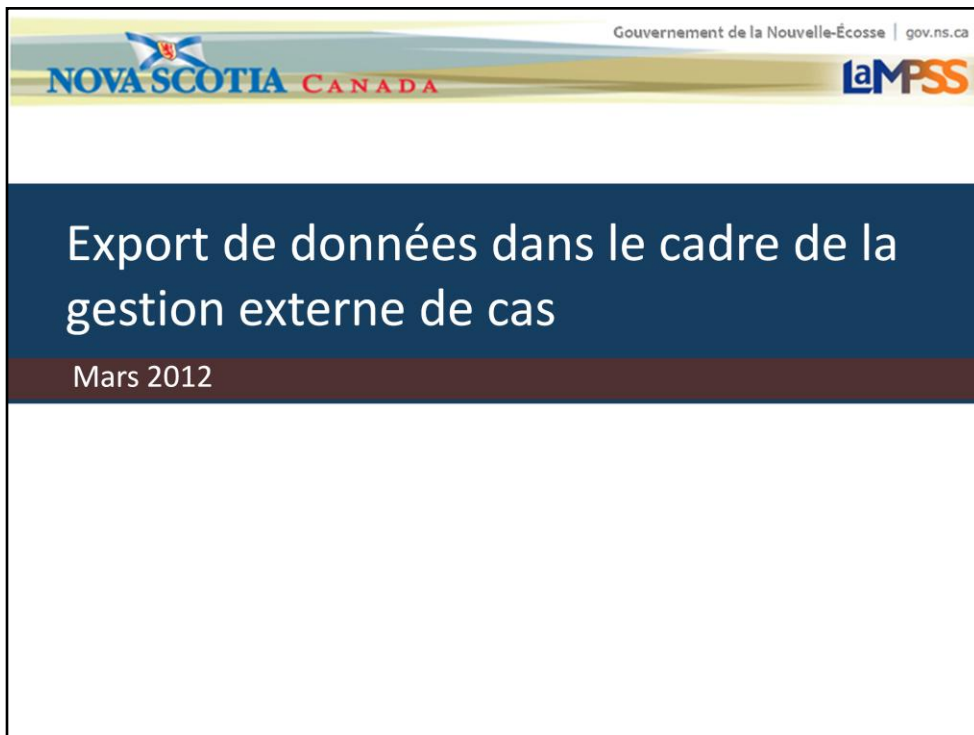 Gouvernement de la Nouvelle-Écosse | gov.ns.ca
NOVA SCOTIA CANADA
LaMPSS
Export de données dans le cadre de la
gestion externe de cas
Mars 2012